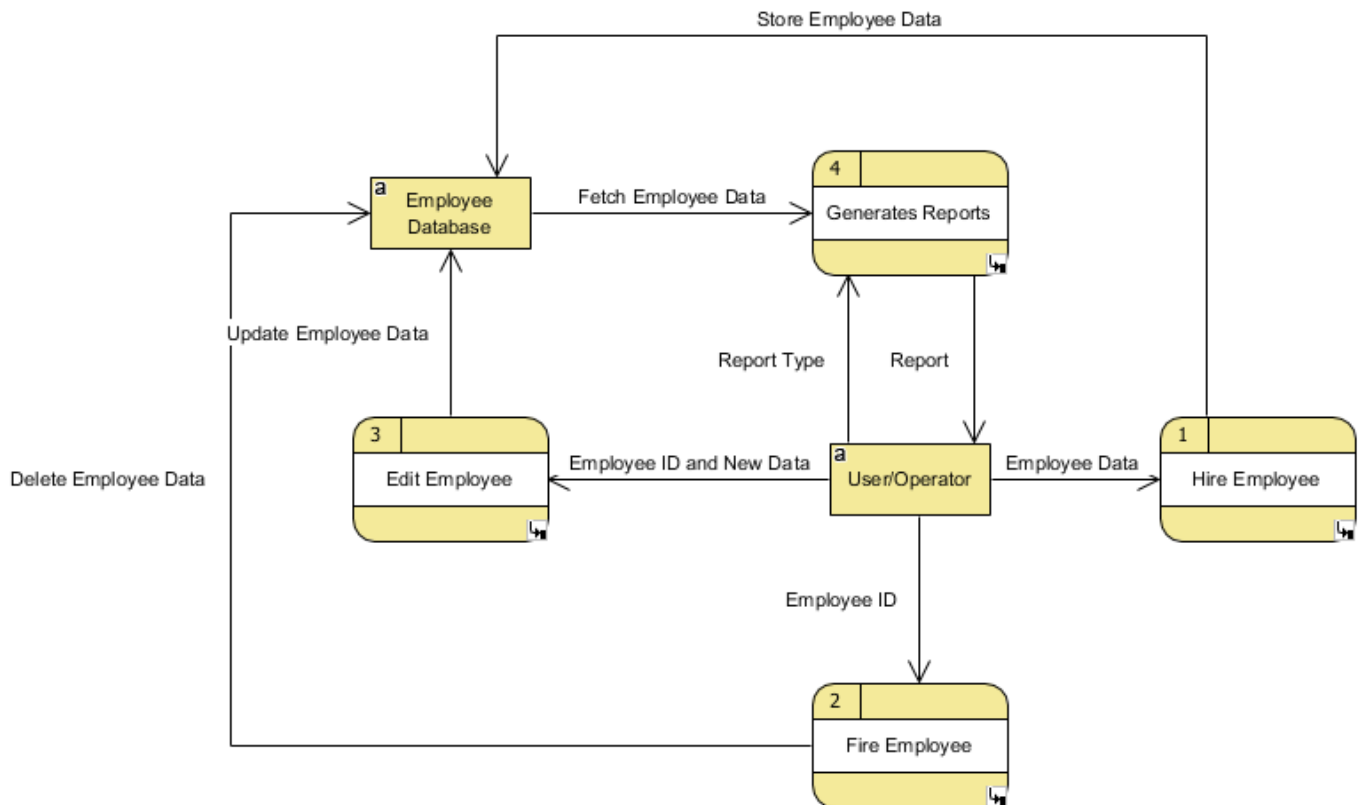 Store Employee Data
4
a
Employee
Database
Fetch Employee Data
Generates Reports
Update Employee Data
Report Type
Report
3
a
1
Delete Employee Data
Edit Employee
Employee ID and New Data
User/Operator
Employee Data
Hire Employee
Employee ID
2
Fire Employee